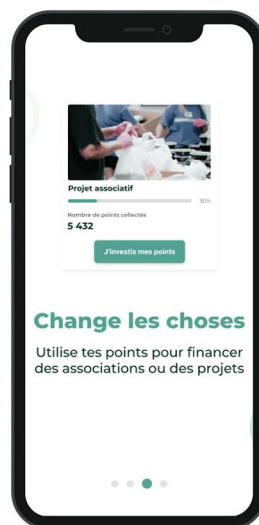 Projet associatif
30%
Nombre de points collectés
5 432
J'investis mes points
Change les choses
Utilise tes points pour financer
des associations ou des projets